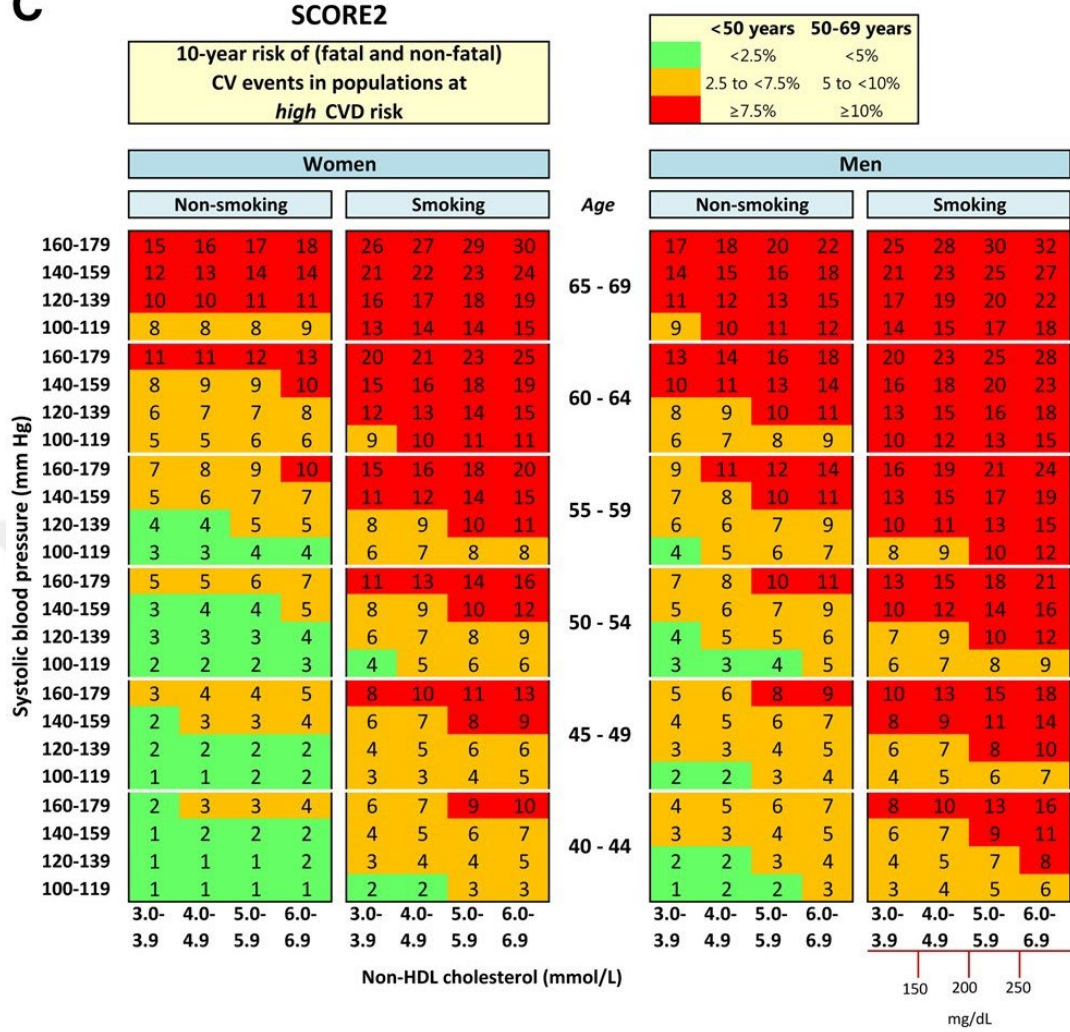 C
SCORE2
10-year risk of (fatal and non-fatal)
CV events in populations at
high CVD risk
<50 years 50-69 years
<2.5% <5%
2.5 to <7.5% 5 to <10%
≥7.5% ≥10%
Women Men
Non-smoking Smoking Age Non-smoking Smoking
Systolic blood pressure (mm Hg)
160-179 15 16 17 18 26 27 29 30 17 18 20 22 25 28 30 32
140-159 12 13 14 14 21 22 23 24 14 15 16 18 21 23 25 27
65 - 69
120-139 10 10 11 11 16 17 18 19 11 12 13 15 17 19 20 22
100-119 8 8 8 9 13 14 14 15 9 10 11 12 14 15 17 18
160-179 11 11 12 13 20 21 23 25 13 14 16 18 20 23 25 28
140-159 8 9 9 10 15 16 18 19 10 11 13 14 16 18 20 23
60 - 64
120-139 6 7 7 8 12 13 14 15 8 9 10 11 13 15 16 18
100-119 5 5 6 6 9 10 11 11 6 7 8 9 10 12 13 15
160-179 7 8 9 10 15 16 18 20 9 11 12 14 16 19 21 24
140-159 5 6 7 7 11 12 14 15 7 8 10 11 13 15 17 19
55 - 59
120-139 4 4 5 5 8 9 10 11 6 6 7 9 10 11 13 15
100-119 3 3 4 4 6 7 8 8 4 5 6 7 8 9 10 12
160-179 5 5 6 7 11 13 14 16 7 8 10 11 13 15 18 21
140-159 3 4 4 5 8 9 10 12 5 6 7 9 10 12 14 16
50 - 54
120-139 3 3 3 4 6 7 8 9 4 5 5 6 7 9 10 12
100-119 2 2 2 3 4 5 6 6 3 3 4 5 6 7 8 9
160-179 3 4 4 5 8 10 11 13 5 6 8 9 10 13 15 18
140-159 2 3 3 4 6 7 8 9 4 5 6 7 8 9 11 14
45 - 49
120-139 2 2 2 2 4 5 6 6 3 3 4 5 6 7 8 10
100-119 1 1 2 2 3 3 4 5 2 2 3 4 4 5 6 7
160-179 2 3 3 4 6 7 9 10 4 5 6 7 8 10 13 16
140-159 1 2 2 2 4 5 6 7 3 3 4 5 6 7 9 11
40 - 44
120-139 1 1 1 2 3 4 4 5 2 2 3 4 4 5 7 8
100-119 1 1 1 1 2 2 3 3 1 2 2 3 3 4 5 6
3.0- 4.0- 5.0- 6.0- 3.0- 4.0- 5.0- 6.0- 3.0- 4.0- 5.0- 6.0- 3.0- 4.0- 5.0- 6.0-
3.9 4.9 5.9 6.9 3.9 4.9 5.9 6.9 3.9 4.9 5.9 6.9 3.9 4.9 5.9 6.9
Non-HDL cholesterol (mmol/L)
150 200 250
mg/dL